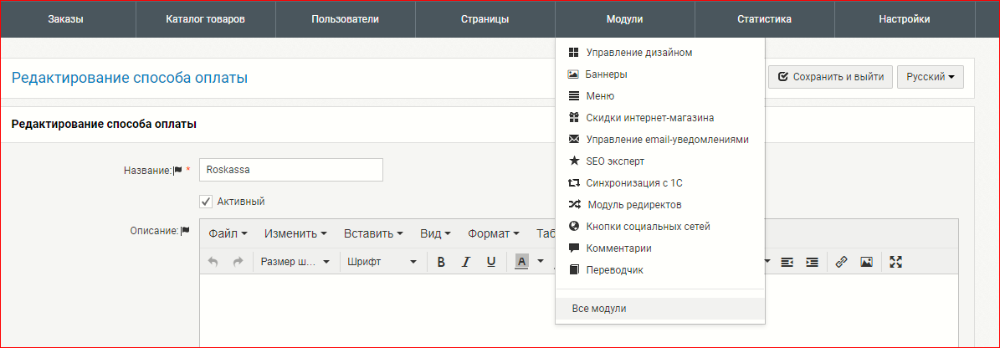 Заказы Каталог товаров Пользователи Страницы Модули Статистика Настройки
Управление дизайном
Баннеры
Меню
Скидки интернет-магазина
Управление email-уведомлениями
SEO эксперт
Синхронизация с 1С
Модуль редиректов
Кнопки социальных сетей
Комментарии
Переводчик
Все модули
Редактирование способа оплаты
Сохранить и выйти Русский
Редактирование способа оплаты
Название: * Roskassa
Активный
Описание:
Файл Изменить Вставить Вид Формат
Размер ш... Шрифт B I U A